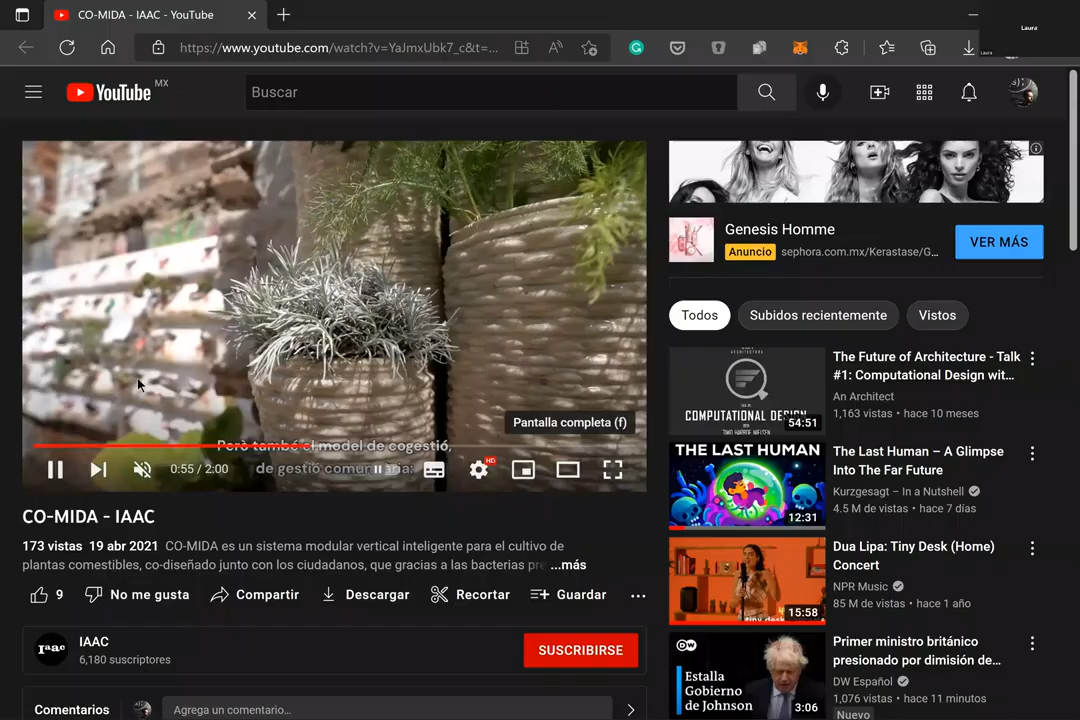 CO-MIDA - IAAC - YouTube
https://www.youtube.com/watch?v=YaJmxUbk7_c&t=...
Laura
Laura
YouTube MX
Buscar
Però també el model de cogestió,
de gestió comunitària:
Pantalla completa (f)
0:55 / 2:00
HD
CO-MIDA - IAAC
173 vistas 19 abr 2021 CO-MIDA es un sistema modular vertical inteligente para el cultivo de
plantas comestibles, co-diseñado junto con los ciudadanos, que gracias a las bacterias pre ...más
9 No me gusta Compartir Descargar Recortar Guardar ...
Iaac
IAAC
6,180 suscriptores
SUSCRIBIRSE
Comentarios
Agrega un comentario...
Genesis Homme
Anuncio sephora.com.mx/Kerastase/G...
VER MÁS
Todos Subidos recientemente Vistos
ARCHITECTURE
COMPUTATIONAL DESIGN
54:51
The Future of Architecture - Talk
#1: Computational Design wit...
An Architect
1,163 vistas • hace 10 meses
THE LAST HUMAN
12:31
The Last Human – A Glimpse
Into The Far Future
Kurzgesagt – In a Nutshell
4.5 M de vistas • hace 7 días
tiny desk
15:58
Dua Lipa: Tiny Desk (Home)
Concert
NPR Music
85 M de vistas • hace 1 año
DW
Estalla
Gobierno
de Johnson
3:06
Primer ministro británico
presionado por dimisión de...
DW Español
1,076 vistas • hace 11 minutos
Nuevo